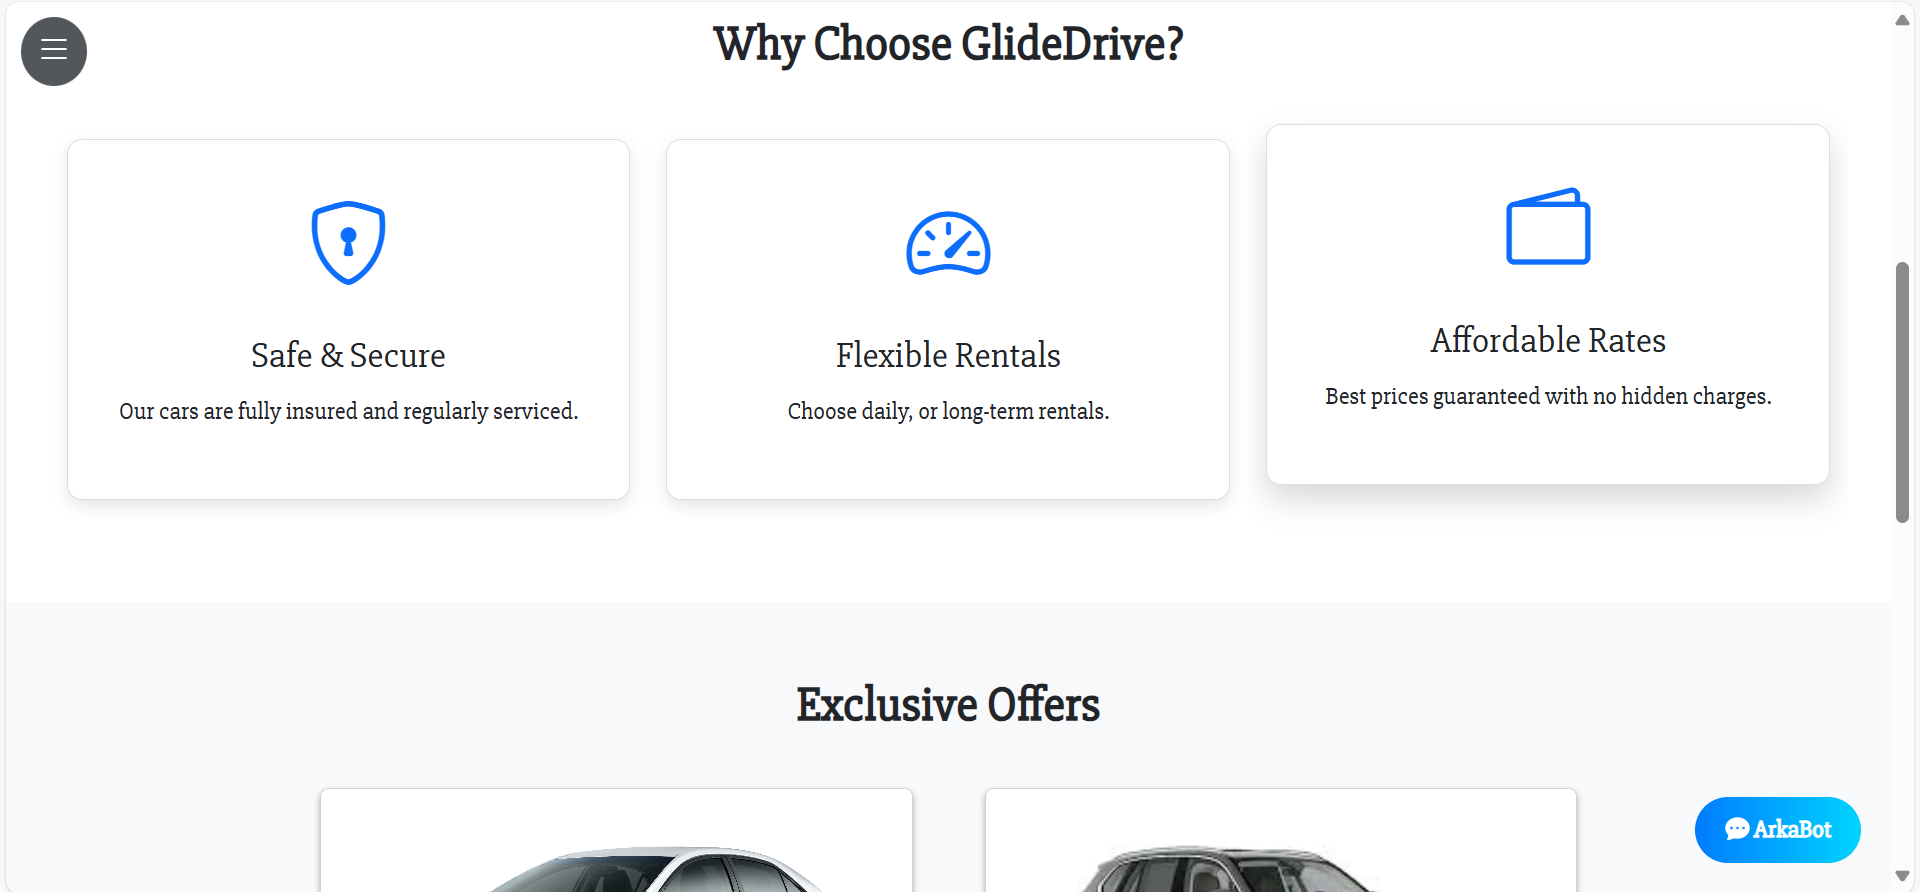 Why Choose GlideDrive?
Safe & Secure
Our cars are fully insured and regularly serviced.
Flexible Rentals
Choose daily, or long-term rentals.
Affordable Rates
Best prices guaranteed with no hidden charges.
Exclusive Offers
ArkaBot